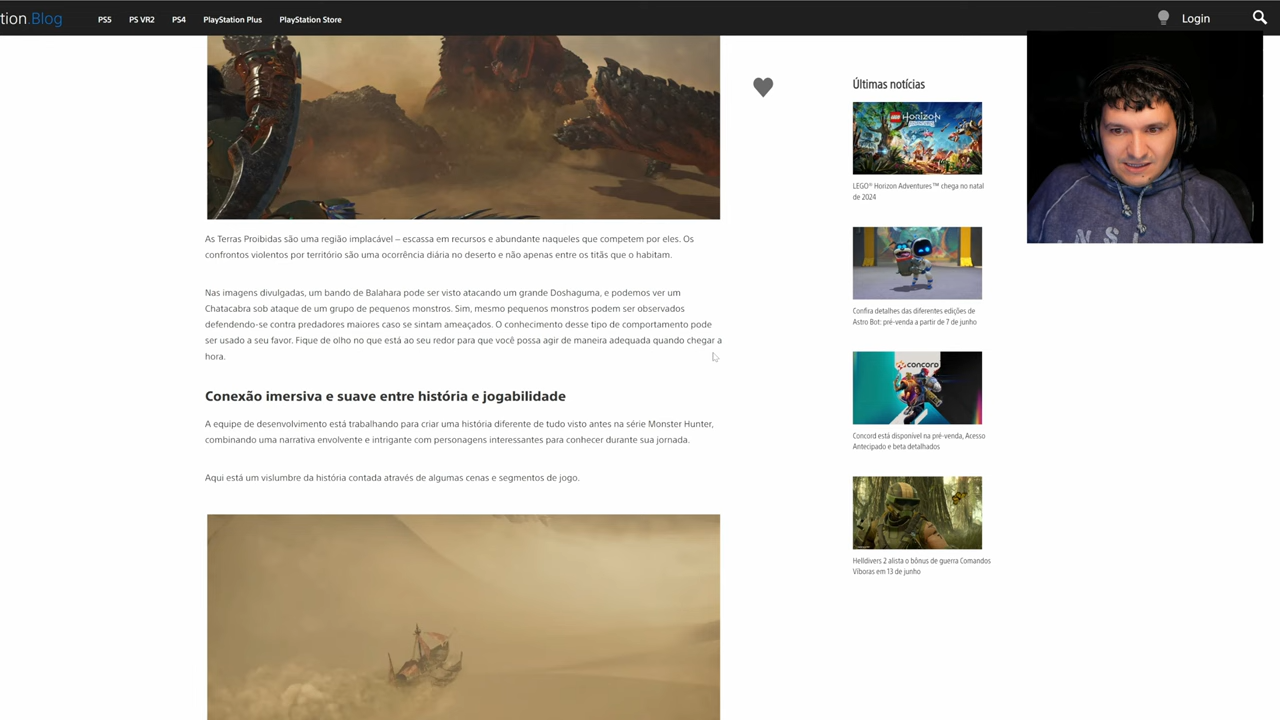 tion.Blog
PS5
PS VR2
PS4
PlayStation Plus
PlayStation Store
Login
As Terras Proibidas são uma região implacável – escassa em recursos e abundante naqueles que competem por eles. Os
confrontos violentos por território são uma ocorrência diária no deserto e não apenas entre os titãs que o habitam.
Nas imagens divulgadas, um bando de Balahara pode ser visto atacando um grande Doshaguma, e podemos ver um
Chatacabra sob ataque de um grupo de pequenos monstros. Sim, mesmo pequenos monstros podem ser observados
defendendo-se contra predadores maiores caso se sintam ameaçados. O conhecimento desse tipo de comportamento pode
ser usado a seu favor. Fique de olho no que está ao seu redor para que você possa agir de maneira adequada quando chegar a
hora.
Conexão imersiva e suave entre história e jogabilidade
A equipe de desenvolvimento está trabalhando para criar uma história diferente de tudo visto antes na série Monster Hunter,
combinando uma narrativa envolvente e intrigante com personagens interessantes para conhecer durante sua jornada.
Aqui está um vislumbre da história contada através de algumas cenas e segmentos de jogo.
Últimas notícias
LEGO HORIZON
LEGO® Horizon Adventures™ chega no natal
de 2024
Confira detalhes das diferentes edições de
Astro Bot: pré-venda a partir de 7 de junho
CONCORD
Concord está disponível na pré-venda, Acesso
Antecipado e beta detalhados
Helldivers 2 alista o bônus de guerra Comandos
Víboras em 13 de junho